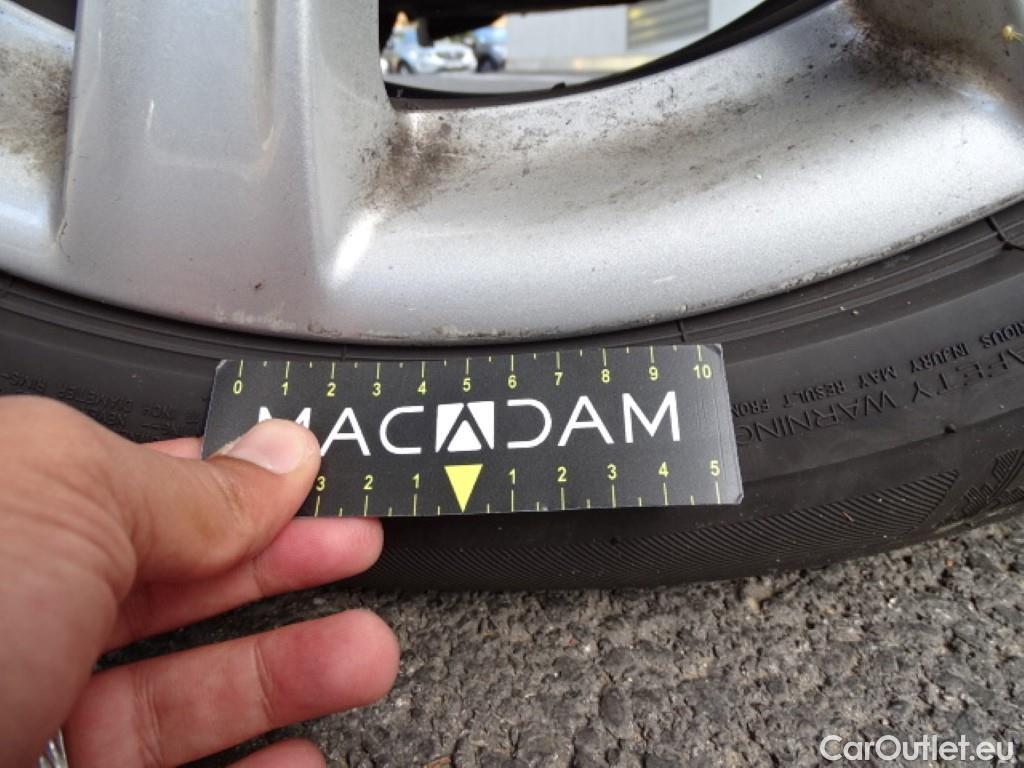 0 1 2 3 4 5 6 7 8 9 10
MACADAM
3 2 1 1 2 3 4 5
SAFETY WARNING
SERIOUS INJURY MAY RESULT FROM
CarOutlet.eu